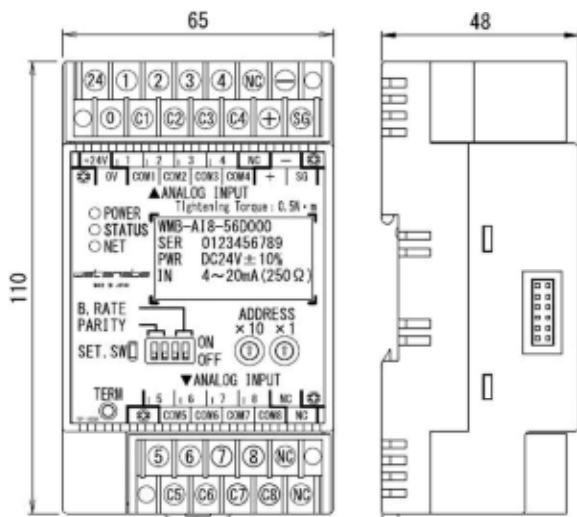 65
48
110
24 1 2 3 4 NC −
0 C1 C2 C3 C4 + SG
+24V 1 2 3 4 NC −
0V COM1 COM2 COM3 COM4 + SG
▲ANALOG INPUT
Tightening Torque: 0.5N・m
POWER
STATUS
NET
WMB-AI8-56D000
SER 0123456789
PWR DC24V±10%
IN 4~20mA(250Ω)
watanabe
MADE IN JAPAN
B.RATE
PARITY
SET.SW
ON
OFF
ADDRESS
×10 ×1
▼ANALOG INPUT
TERM
5 6 7 8 NC
COM5 COM6 COM7 COM8 NC
5 6 7 8 NC
C5 C6 C7 C8 NC